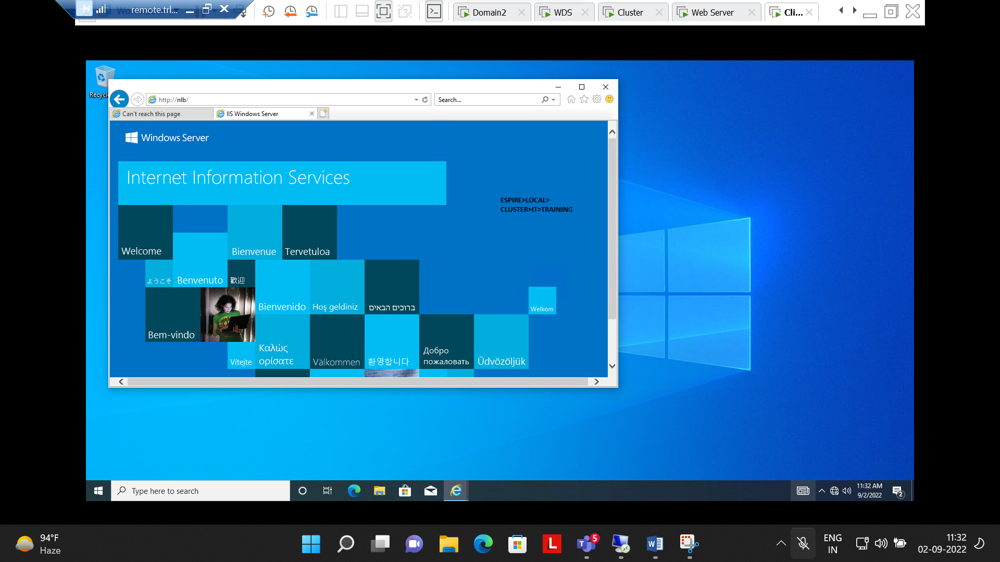 remote.trl...
Domain2
WDS
Cluster
Web Server
Cli...
http://nlb/
Search...
Can't reach this page
IIS Windows Server
Windows Server
Internet Information Services
ESPIRE>LOCAL>
CLUSTER>IT>TRAINING
Welcome
Bienvenue
Tervetuloa
ようこそ
Benvenuto
歡迎
Bienvenido
Hoş geldiniz
ברוכים הבאים
Welkom
Bem-vindo
Vítejte
Καλώς
ορίσατε
Välkommen
환영합니다
Добро
пожаловать
Üdvözöljük
Type here to search
11:32 AM
9/2/2022
2
94°F
Haze
L
T
5
W
ENG
IN
11:32
02-09-2022